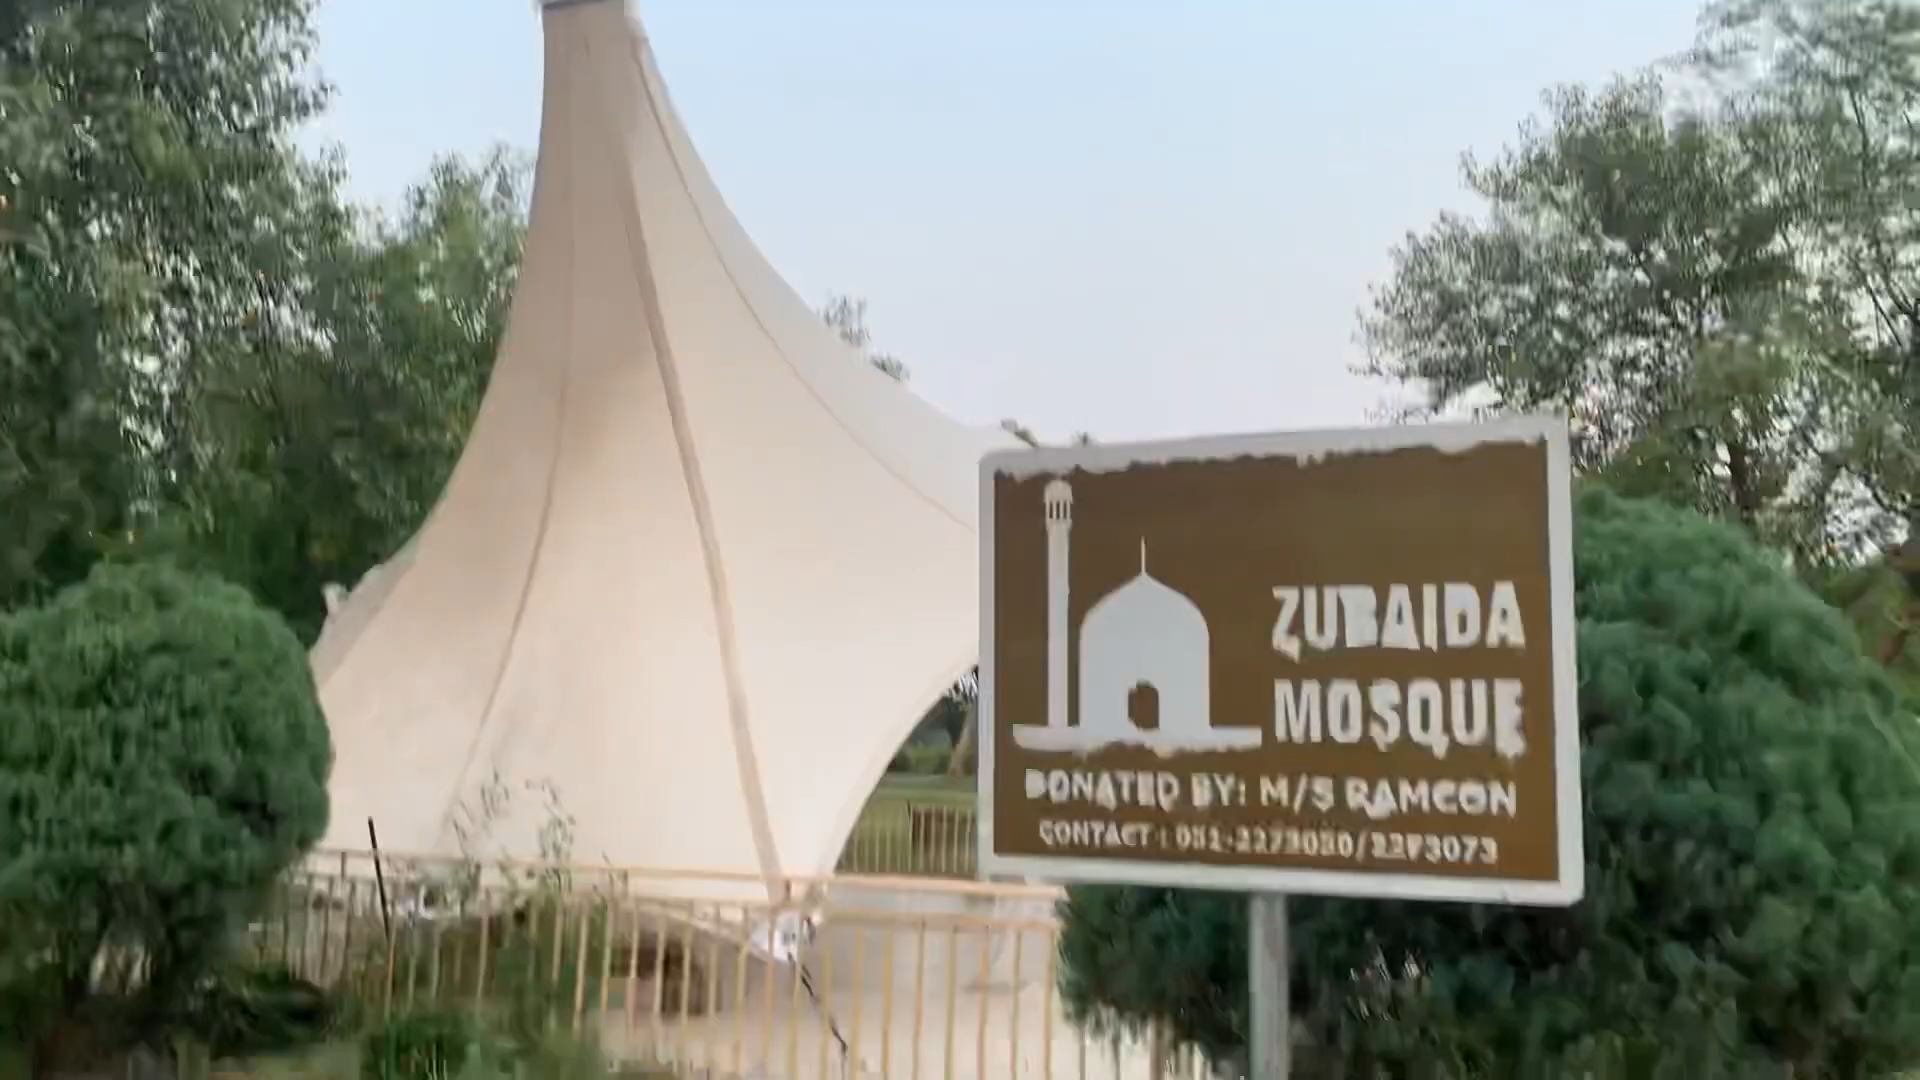 ZUBAIDA
MOSQUE
DONATED BY: M/S RAMCON
CONTACT :